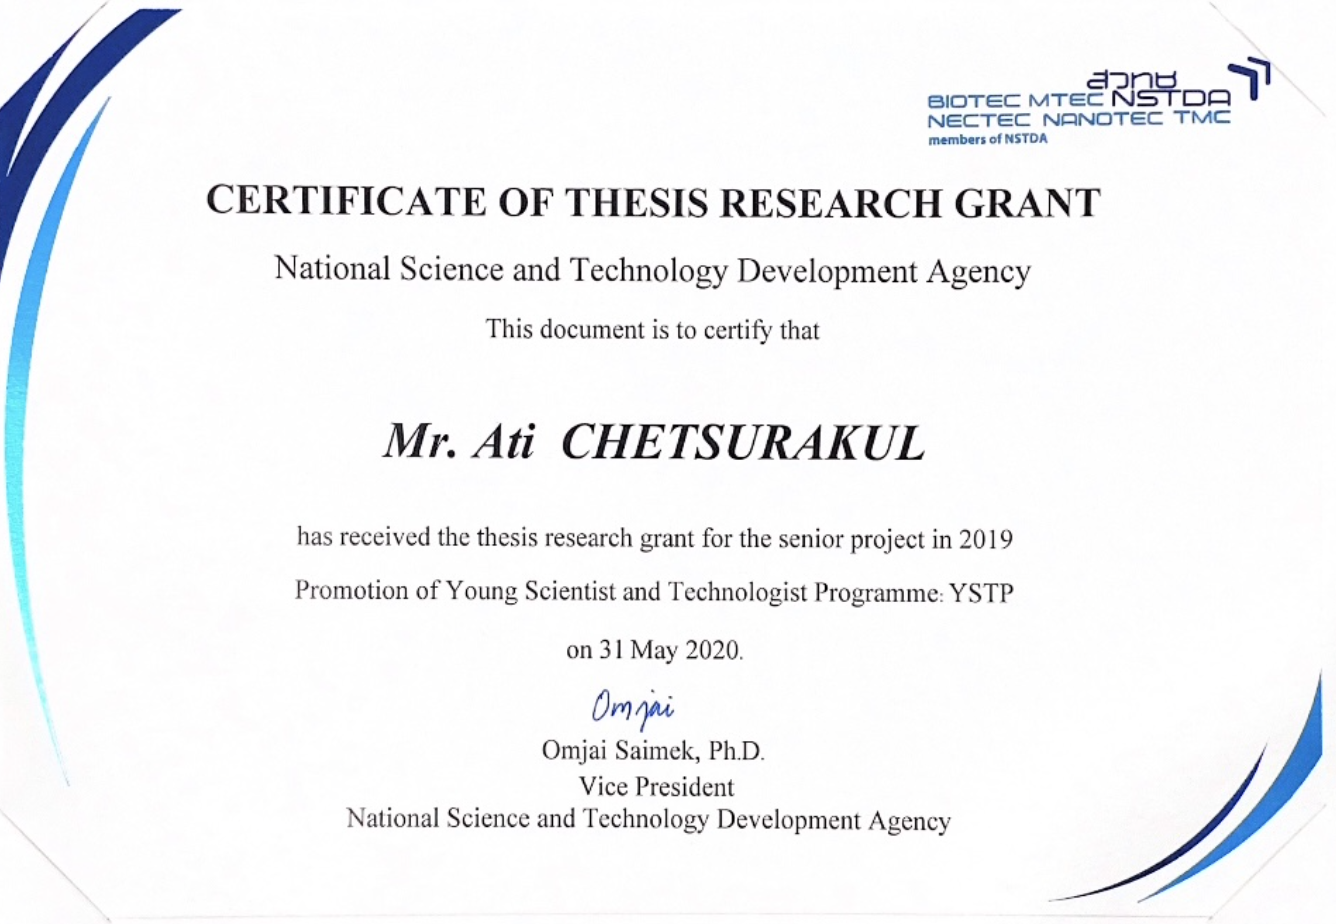 สวทช
BIOTEC MTEC NSTDA
NECTEC NANOTEC TMC
members of NSTDA
CERTIFICATE OF THESIS RESEARCH GRANT
National Science and Technology Development Agency
This document is to certify that
Mr. Ati CHETSURAKUL
has received the thesis research grant for the senior project in 2019
Promotion of Young Scientist and Technologist Programme: YSTP
on 31 May 2020.
Omjai
Omjai Saimek, Ph.D.
Vice President
National Science and Technology Development Agency